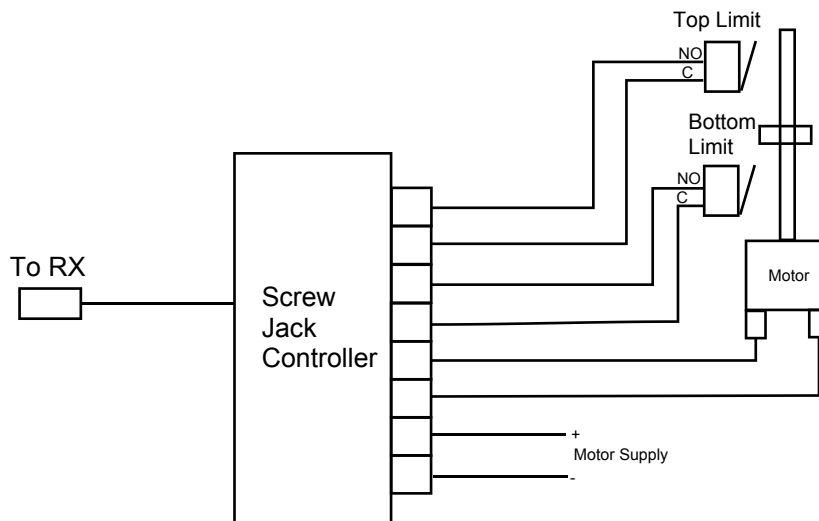 Top Limit
NO
C
Bottom
Limit
NO
C
Motor
To RX
Screw
Jack
Controller
+
Motor Supply
-